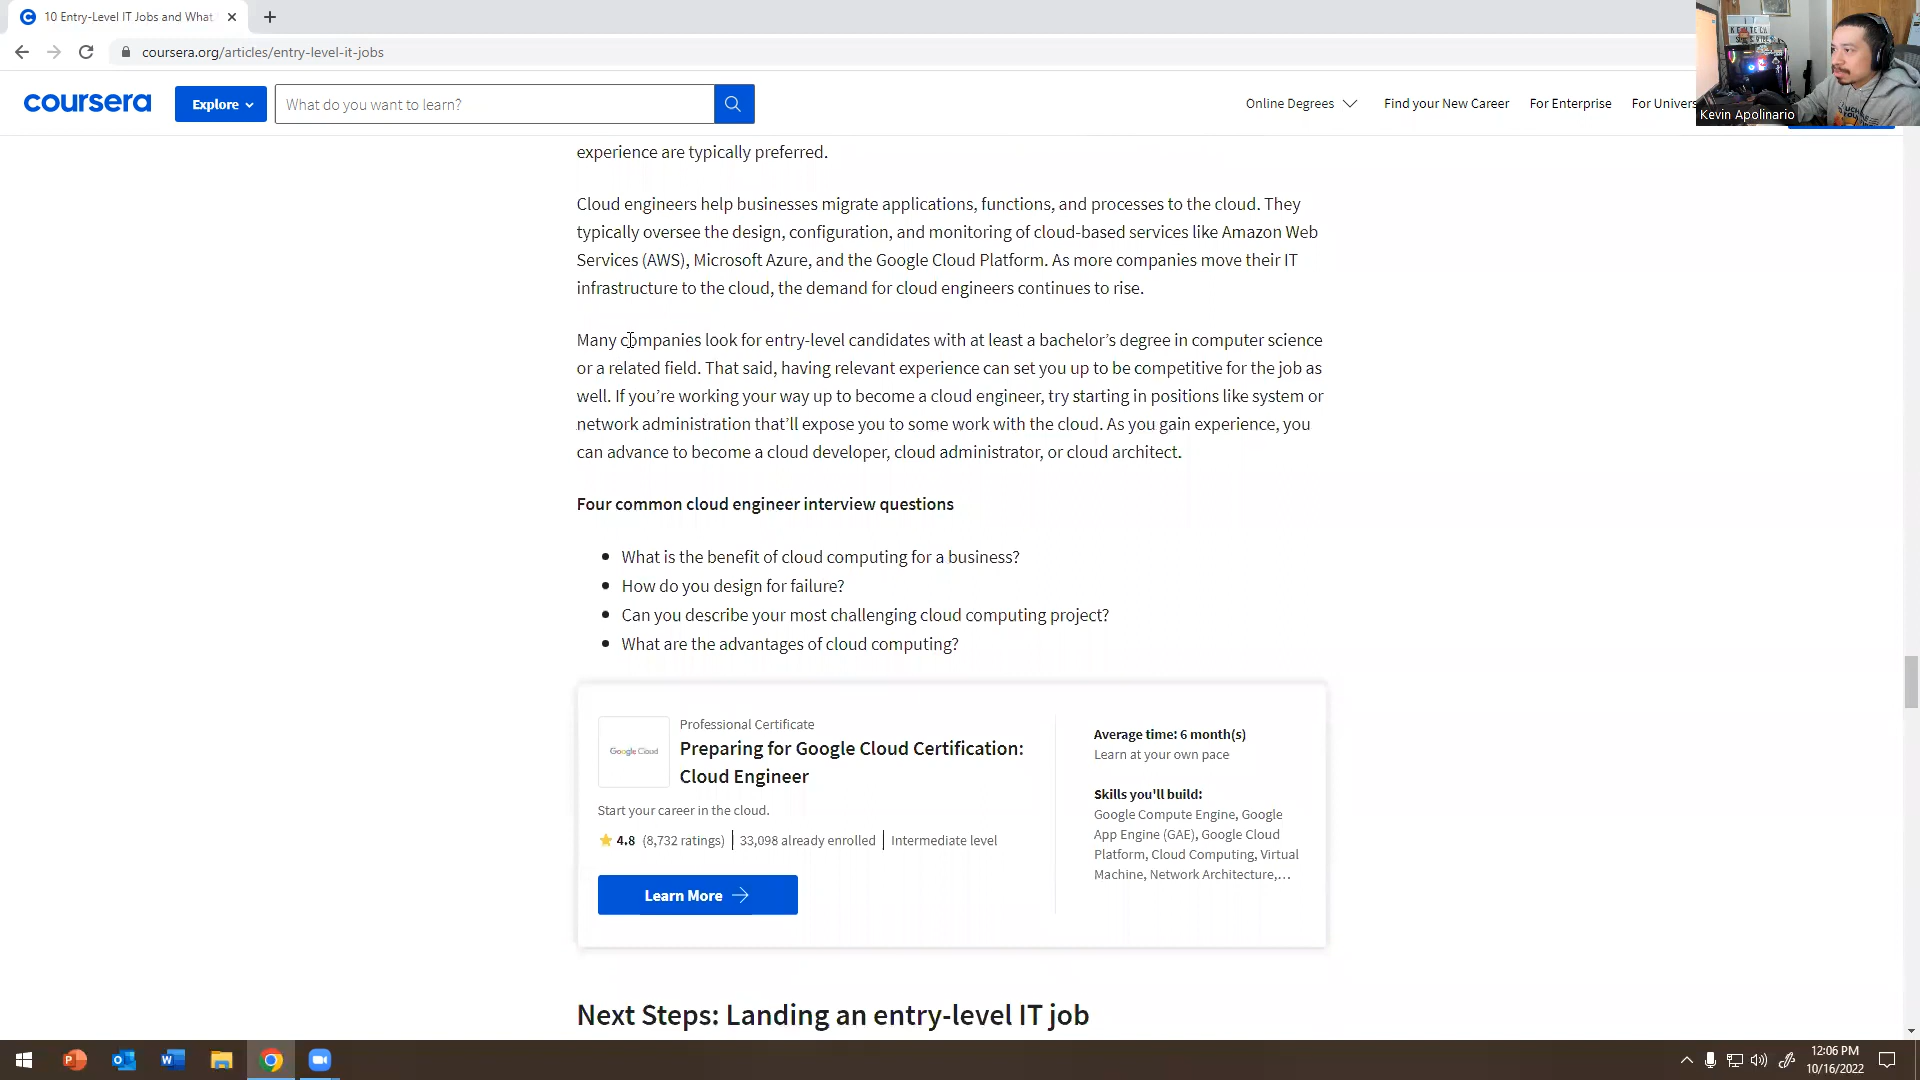 10 Entry-Level IT Jobs and What
coursera.org/articles/entry-level-it-jobs
coursera
Explore
What do you want to learn?
Online Degrees
Find your New Career
For Enterprise
For Univers
Kevin Apolinario
experience are typically preferred.
Cloud engineers help businesses migrate applications, functions, and processes to the cloud. They
typically oversee the design, configuration, and monitoring of cloud-based services like Amazon Web
Services (AWS), Microsoft Azure, and the Google Cloud Platform. As more companies move their IT
infrastructure to the cloud, the demand for cloud engineers continues to rise.
Many companies look for entry-level candidates with at least a bachelor’s degree in computer science
or a related field. That said, having relevant experience can set you up to be competitive for the job as
well. If you’re working your way up to become a cloud engineer, try starting in positions like system or
network administration that’ll expose you to some work with the cloud. As you gain experience, you
can advance to become a cloud developer, cloud administrator, or cloud architect.
Four common cloud engineer interview questions
What is the benefit of cloud computing for a business?
How do you design for failure?
Can you describe your most challenging cloud computing project?
What are the advantages of cloud computing?
Google Cloud
Professional Certificate
Preparing for Google Cloud Certification:
Cloud Engineer
Start your career in the cloud.
4.8 (8,732 ratings) | 33,098 already enrolled | Intermediate level
Learn More
Average time: 6 month(s)
Learn at your own pace
Skills you'll build:
Google Compute Engine, Google
App Engine (GAE), Google Cloud
Platform, Cloud Computing, Virtual
Machine, Network Architecture,...
Next Steps: Landing an entry-level IT job
12:06 PM
10/16/2022